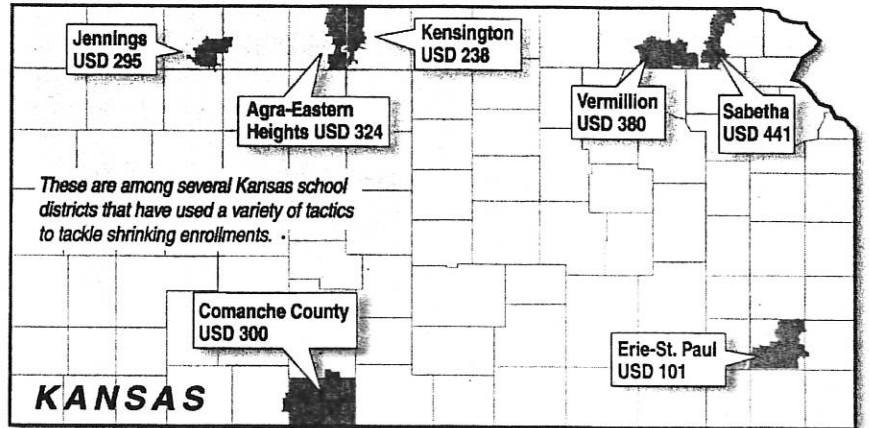 Jennings
USD 295
Kensington
USD 238
Agra-Eastern
Heights USD 324
Vermillion
USD 380
Sabetha
USD 441
These are among several Kansas school
districts that have used a variety of tactics
to tackle shrinking enrollments.
Comanche County
USD 300
Erie-St. Paul
USD 101
KANSAS